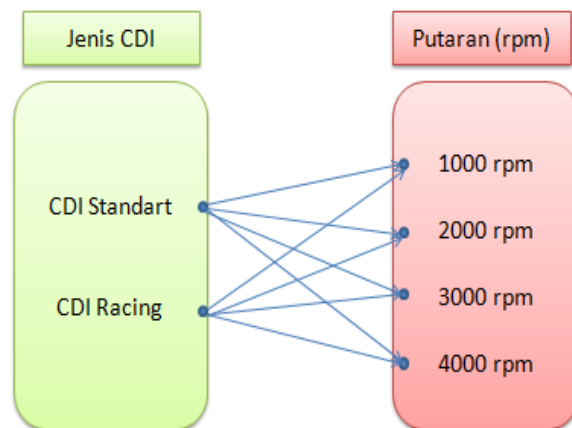 Jenis CDI
Putaran (rpm)
CDI Standart
CDI Racing
1000 rpm
2000 rpm
3000 rpm
4000 rpm